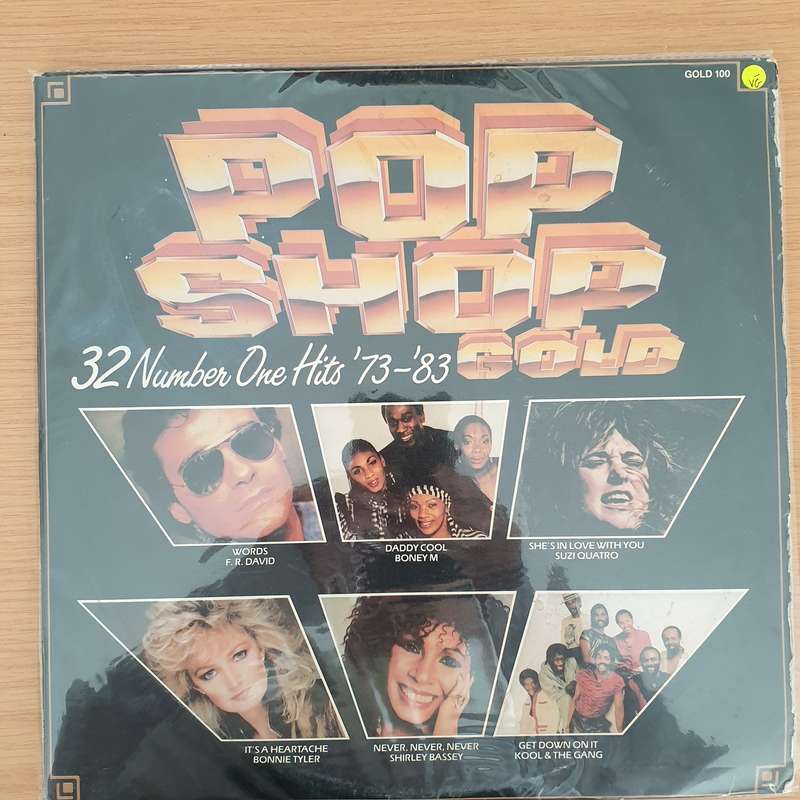 GOLD 100
VG
POP
SHOP
GOLD
32 Number One Hits '73-'83
WORDS
F. R. DAVID
DADDY COOL
BONEY M
SHE'S IN LOVE WITH YOU
SUZI QUATRO
IT'S A HEARTACHE
BONNIE TYLER
NEVER, NEVER, NEVER
SHIRLEY BASSEY
GET DOWN ON IT
KOOL & THE GANG